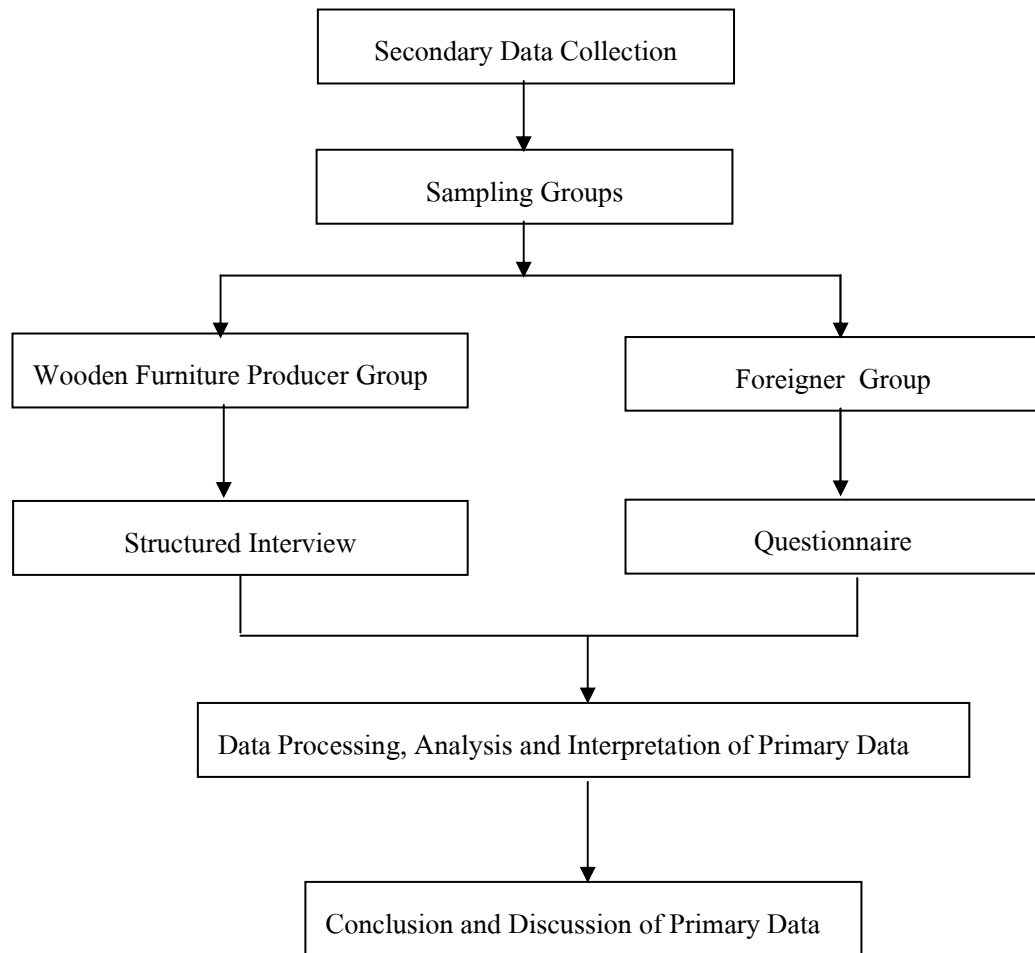 Secondary Data Collection
Sampling Groups
Wooden Furniture Producer Group
Foreigner Group
Structured Interview
Questionnaire
Data Processing, Analysis and Interpretation of Primary Data
Conclusion and Discussion of Primary Data